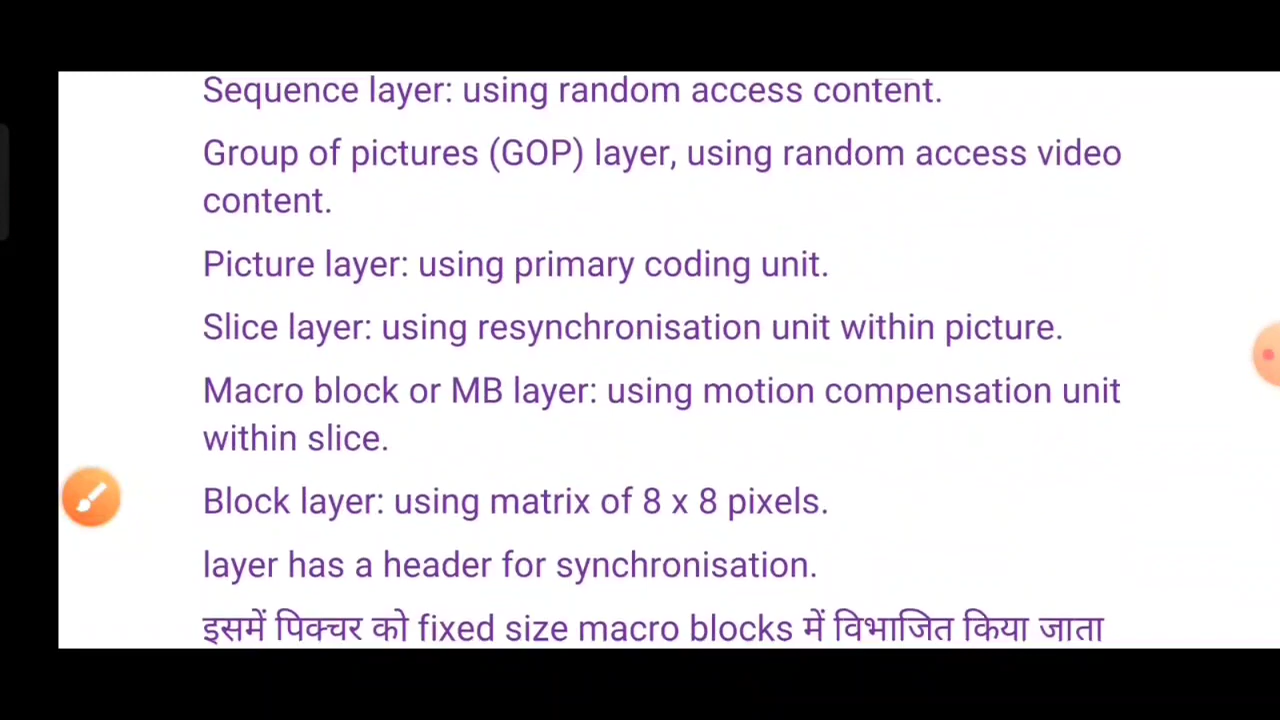 Sequence layer: using random access content.
Group of pictures (GOP) layer, using random access video
content.
Picture layer: using primary coding unit.
Slice layer: using resynchronisation unit within picture.
Macro block or MB layer: using motion compensation unit
within slice.
Block layer: using matrix of 8 x 8 pixels.
layer has a header for synchronisation.
इसमें पिक्चर को fixed size macro blocks में विभाजित किया जाता